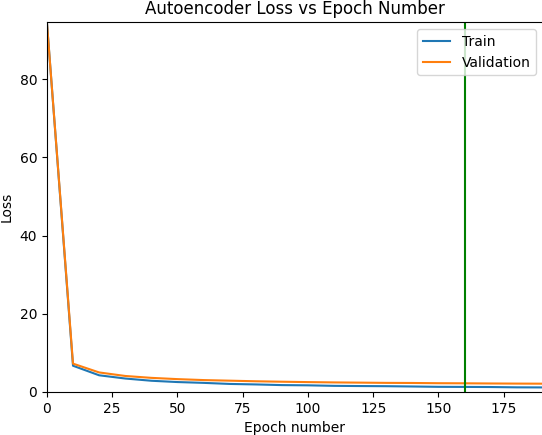 Autoencoder Loss vs Epoch Number
Train
Validation
Loss
80
60
40
20
0
0 25 50 75 100 125 150 175
Epoch number